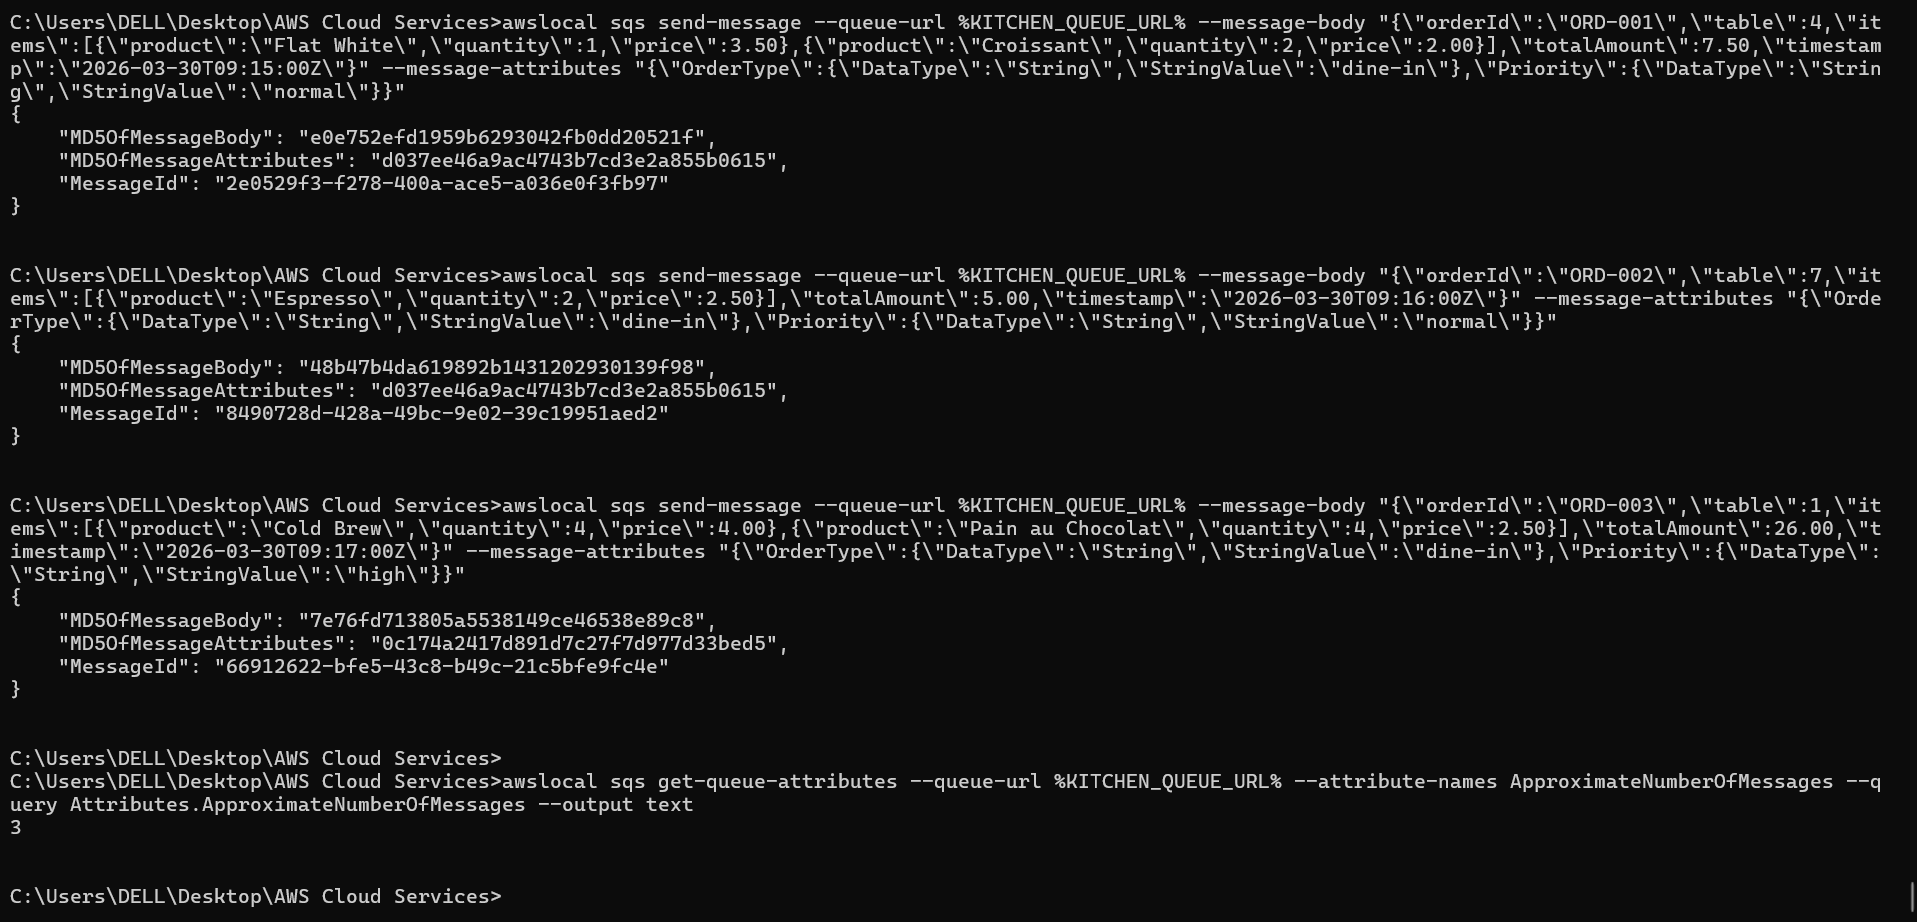 C:\Users\DELL\Desktop\AWS Cloud Services>awslocal sqs send-message --queue-url %KITCHEN_QUEUE_URL% --message-body "{\"orderId\":\"ORD-001\",\"table\":4,\"it
ems\":[{\"product\":\"Flat White\",\"quantity\":1,\"price\":3.50},{\"product\":\"Croissant\",\"quantity\":2,\"price\":2.00}],\"totalAmount\":7.50,\"timestam
p\":\"2026-03-30T09:15:00Z\"}" --message-attributes "{\"OrderType\":{\"DataType\":\"String\",\"StringValue\":\"dine-in\"},\"Priority\":{\"DataType\":\"Strin
g\",\"StringValue\":\"normal\"}}"
{
    "MD5OfMessageBody": "e0e752efd1959b6293042fb0dd20521f",
    "MD5OfMessageAttributes": "d037ee46a9ac4743b7cd3e2a855b0615",
    "MessageId": "2e0529f3-f278-400a-ace5-a036e0f3fb97"
}
C:\Users\DELL\Desktop\AWS Cloud Services>awslocal sqs send-message --queue-url %KITCHEN_QUEUE_URL% --message-body "{\"orderId\":\"ORD-002\",\"table\":7,\"it
ems\":[{\"product\":\"Espresso\",\"quantity\":2,\"price\":2.50}],\"totalAmount\":5.00,\"timestamp\":\"2026-03-30T09:16:00Z\"}" --message-attributes "{\"Orde
rType\":{\"DataType\":\"String\",\"StringValue\":\"dine-in\"},\"Priority\":{\"DataType\":\"String\",\"StringValue\":\"normal\"}}"
{
    "MD5OfMessageBody": "48b47b4da619892b1431202930139f98",
    "MD5OfMessageAttributes": "d037ee46a9ac4743b7cd3e2a855b0615",
    "MessageId": "8490728d-428a-49bc-9e02-39c19951aed2"
}
C:\Users\DELL\Desktop\AWS Cloud Services>awslocal sqs send-message --queue-url %KITCHEN_QUEUE_URL% --message-body "{\"orderId\":\"ORD-003\",\"table\":1,\"it
ems\":[{\"product\":\"Cold Brew\",\"quantity\":4,\"price\":4.00},{\"product\":\"Pain au Chocolat\",\"quantity\":4,\"price\":2.50}],\"totalAmount\":26.00,\"t
imestamp\":\"2026-03-30T09:17:00Z\"}" --message-attributes "{\"OrderType\":{\"DataType\":\"String\",\"StringValue\":\"dine-in\"},\"Priority\":{\"DataType\":
\"String\",\"StringValue\":\"high\"}}"
{
    "MD5OfMessageBody": "7e76fd713805a5538149ce46538e89c8",
    "MD5OfMessageAttributes": "0c174a2417d891d7c27f7d977d33bed5",
    "MessageId": "66912622-bfe5-43c8-b49c-21c5bfe9fc4e"
}
C:\Users\DELL\Desktop\AWS Cloud Services>
C:\Users\DELL\Desktop\AWS Cloud Services>awslocal sqs get-queue-attributes --queue-url %KITCHEN_QUEUE_URL% --attribute-names ApproximateNumberOfMessages --q
uery Attributes.ApproximateNumberOfMessages --output text
3
C:\Users\DELL\Desktop\AWS Cloud Services>